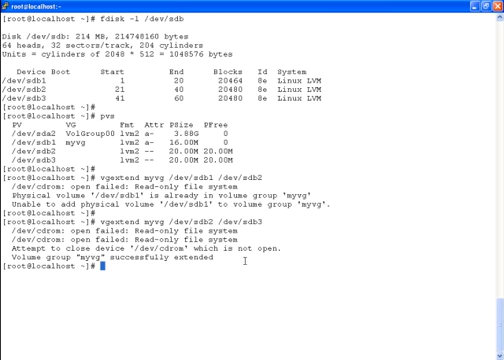 root@localhost:~
[root@localhost ~]# fdisk -l /dev/sdb
Disk /dev/sdb: 214 MB, 214748160 bytes
64 heads, 32 sectors/track, 204 cylinders
Units = cylinders of 2048 * 512 = 1048576 bytes
Device Boot Start End Blocks Id System
/dev/sdb1 1 20 20464 8e Linux LVM
/dev/sdb2 21 40 20480 8e Linux LVM
/dev/sdb3 41 60 20480 8e Linux LVM
[root@localhost ~]#
[root@localhost ~]# pvs
PV VG Fmt Attr PSize PFree
/dev/sda2 VolGroup00 lvm2 a- 3.88G 0
/dev/sdb1 myvg lvm2 a- 16.00M 0
/dev/sdb2 lvm2 -- 20.00M 20.00M
/dev/sdb3 lvm2 -- 20.00M 20.00M
[root@localhost ~]#
[root@localhost ~]# vgextend myvg /dev/sdb1 /dev/sdb2
/dev/cdrom: open failed: Read-only file system
Physical volume '/dev/sdb1' is already in volume group 'myvg'
Unable to add physical volume '/dev/sdb1' to volume group 'myvg'.
[root@localhost ~]#
[root@localhost ~]# vgextend myvg /dev/sdb2 /dev/sdb3
/dev/cdrom: open failed: Read-only file system
/dev/cdrom: open failed: Read-only file system
Attempt to close device '/dev/cdrom' which is not open.
Volume group "myvg" successfully extended
[root@localhost ~]#